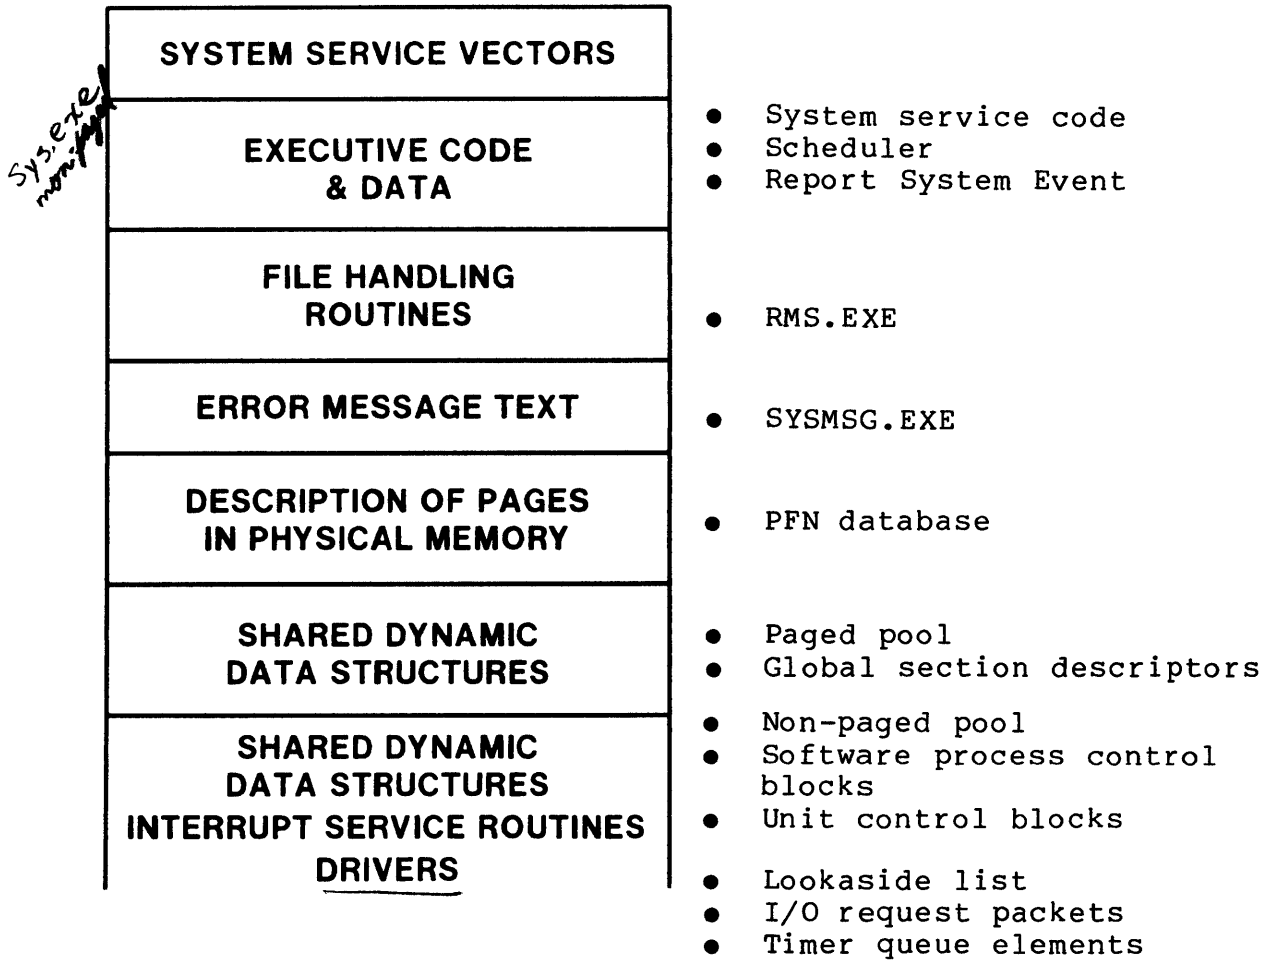 SYSTEM SERVICE VECTORS
Sys.exe
EXECUTIVE CODE
& DATA
● System service code
● Scheduler
● Report System Event
FILE HANDLING
ROUTINES
● RMS.EXE
ERROR MESSAGE TEXT
● SYSMSG.EXE
DESCRIPTION OF PAGES
IN PHYSICAL MEMORY
● PFN database
SHARED DYNAMIC
DATA STRUCTURES
● Paged pool
● Global section descriptors
SHARED DYNAMIC
DATA STRUCTURES
INTERRUPT SERVICE ROUTINES
DRIVERS
● Non-paged pool
● Software process control
blocks
● Unit control blocks
● Lookaside list
● I/O request packets
● Timer queue elements